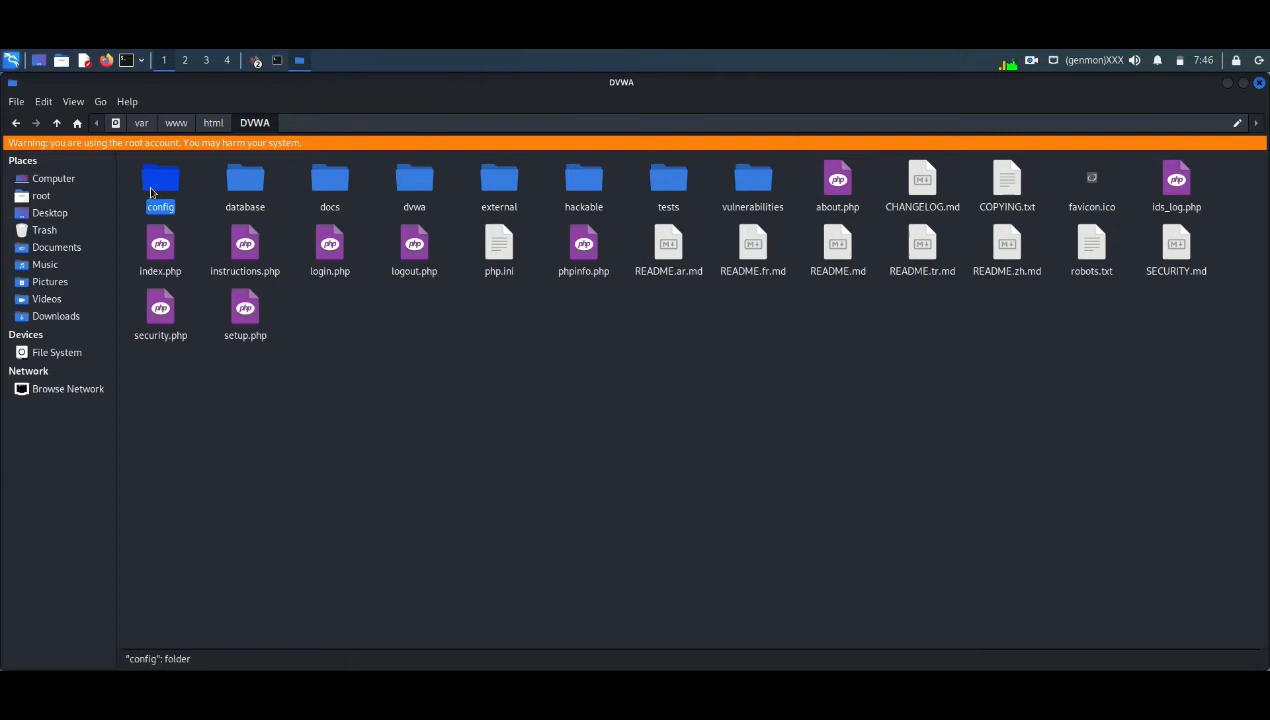 1 2 3 4
(genmon)XXX 7:46
DVWA
File Edit View Go Help
var www html DVWA
Warning: you are using the root account. You may harm your system.
Places
Computer
root
Desktop
Trash
Documents
Music
Pictures
Videos
Downloads
Devices
File System
Network
Browse Network
config database docs dvwa external hackable tests vulnerabilities about.php CHANGELOG.md COPYING.txt favicon.ico ids_log.php
index.php instructions.php login.php logout.php php.ini phpinfo.php README.ar.md README.fr.md README.md README.tr.md README.zh.md robots.txt SECURITY.md
security.php setup.php
"config": folder